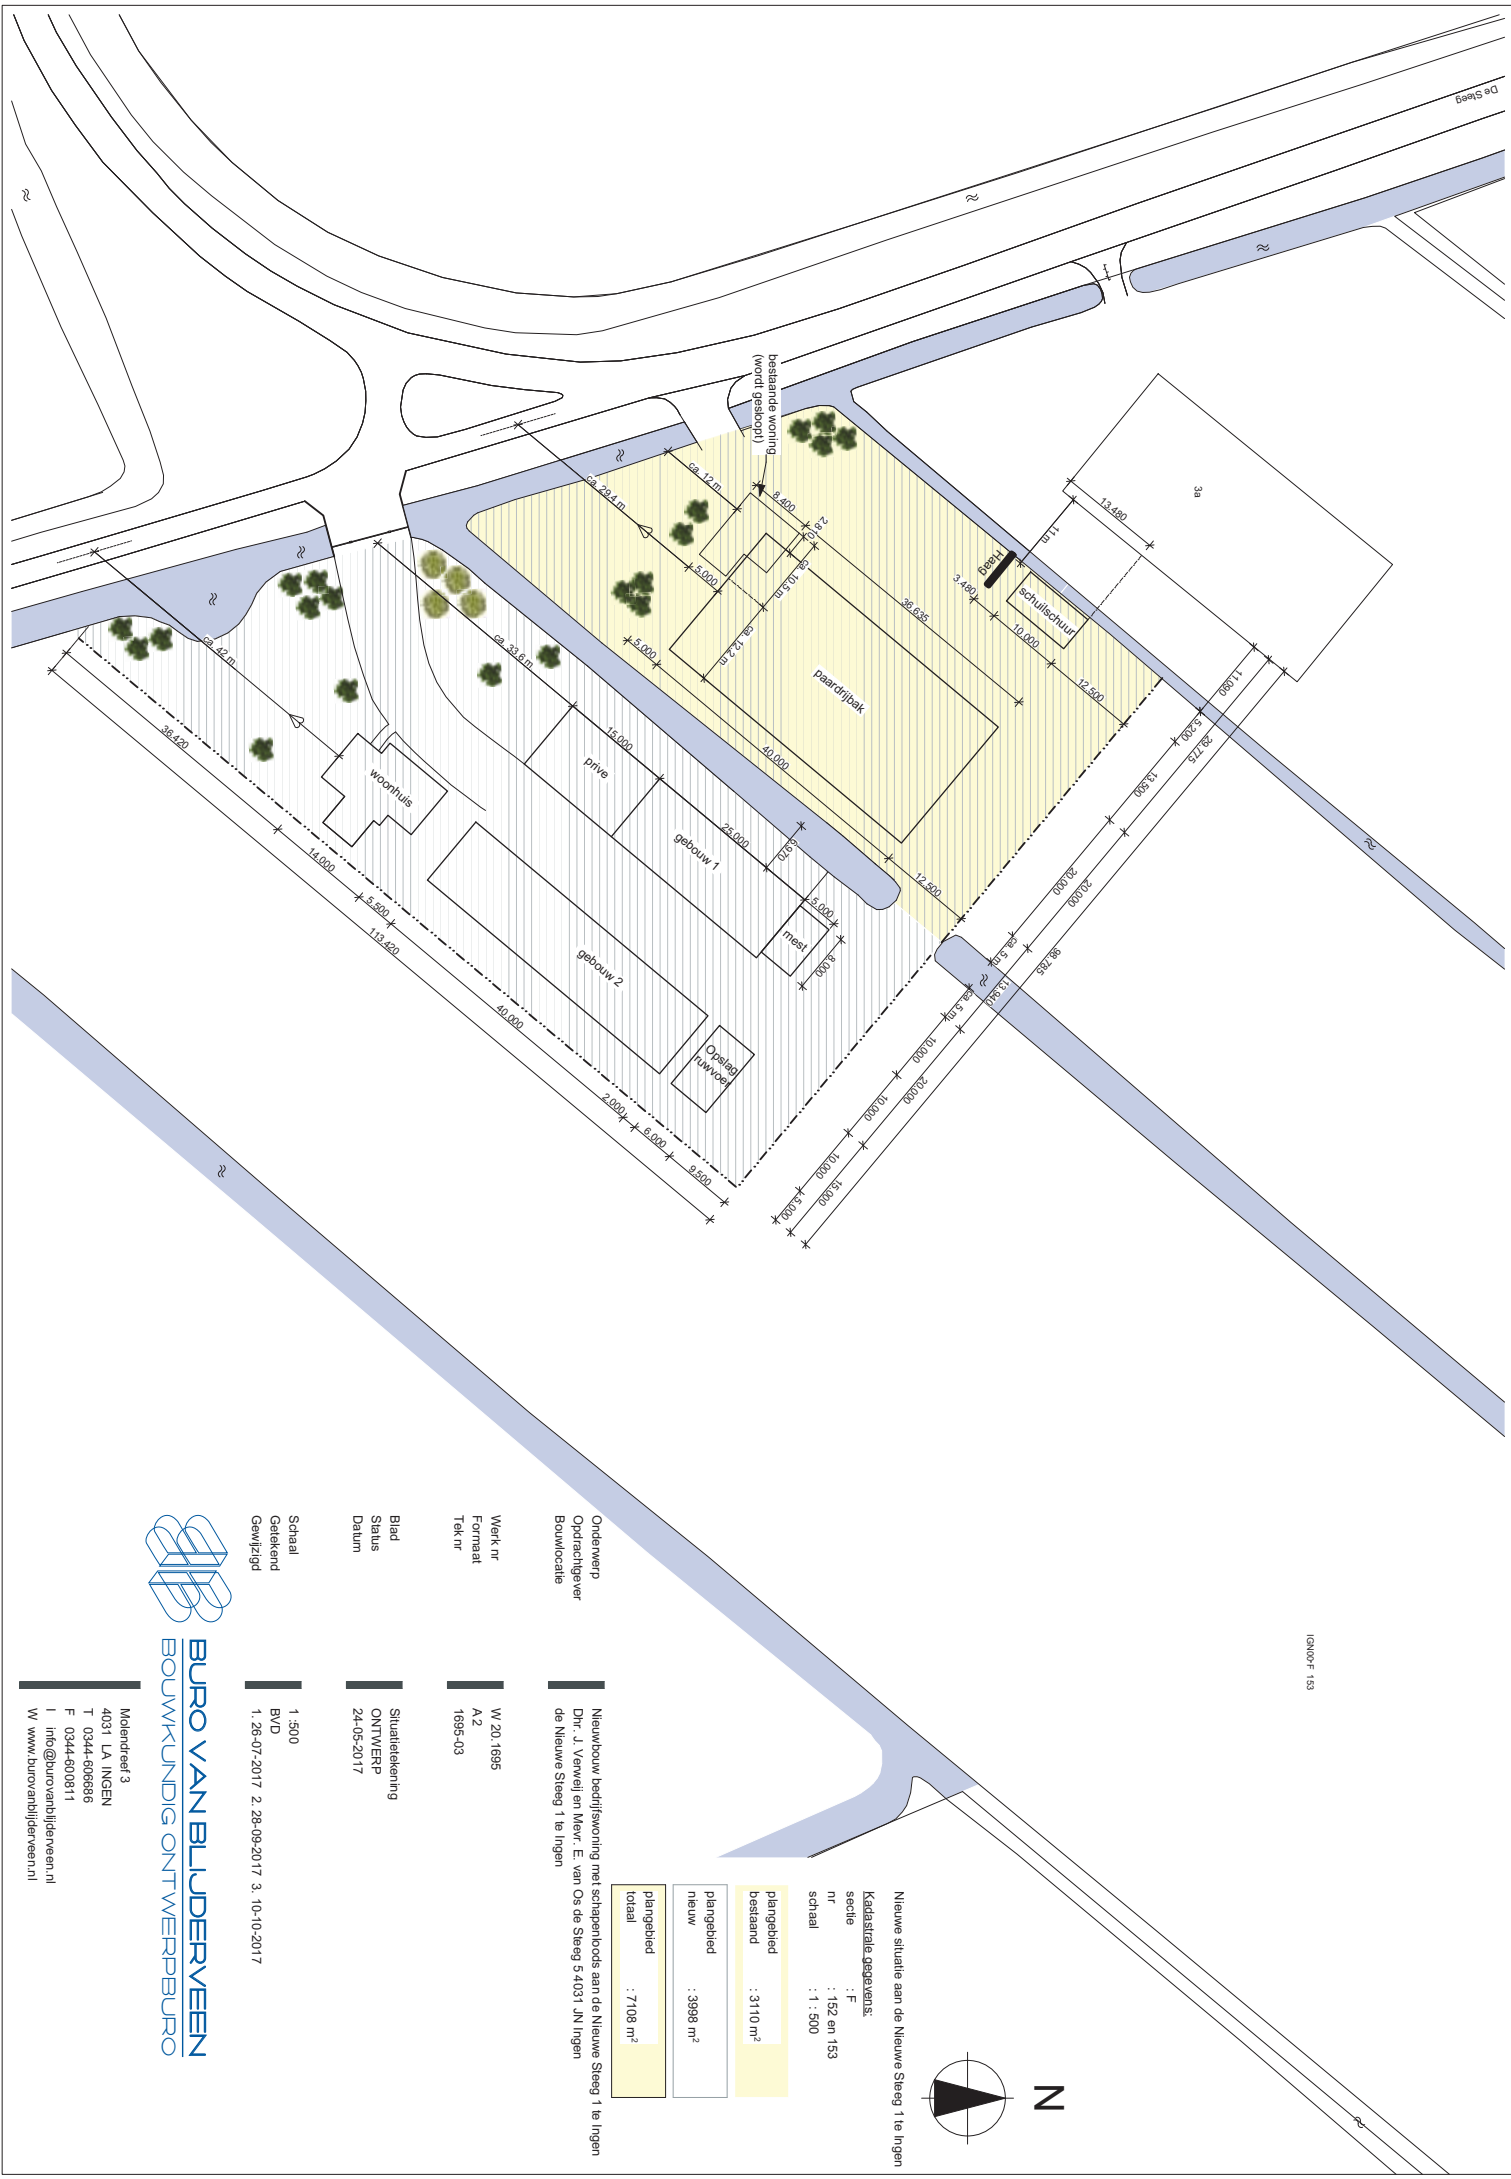 De Steeg
3a
bestaande woning
(wordt gesloopt)
Haag
schuilschuur
paardrijbak
woonhuis
prive
gebouw 1
gebouw 2
mest
Opslag
ruwvoer
ca. 12 m
8.400
2.810
ca. 29.4 m
5.000
ca. 10.5 m
ca. 12.2 m
5.000
36.635
13.480
11 m
3.480
10.000
12.500
40.000
12.500
ca. 33.6 m
15.000
25.000
6.970
5.000
8.000
ca. 42 m
36.420
14.000
5.500
113.420
40.000
2.000
6.000
9.500
11.090
5.200
29.775
13.500
20.000
20.000
ca. 5 m
98.785
13.940
ca. 5 m
10.000
20.000
10.000
10.000
15.000
5.000
IGN00-F 153
N
Nieuwe situatie aan de Nieuwe Steeg 1 te Ingen
Kadastrale gegevens:
sectie : F
nr : 152 en 153
schaal : 1 : 500
plangebied
bestaand : 3110 m²
plangebied
nieuw : 3998 m²
plangebied
totaal : 7108 m²
Onderwerp Nieuwbouw bedrijfswoning met schapenloods aan de Nieuwe Steeg 1 te Ingen
Opdrachtgever Dhr. J. Verweij en Mevr. E. van Os de Steeg 5 4031 JN Ingen
Bouwlocatie de Nieuwe Steeg 1 te Ingen
Werk nr W 20.1695
Formaat A 2
Tek nr 1695-03
Blad Situatietekening
Status ONTWERP
Datum 24-05-2017
Schaal 1 :500
Getekend BVD
Gewijzigd 1. 26-07-2017 2. 28-09-2017 3. 10-10-2017
BURO VAN BLIJDERVEEN
BOUWKUNDIG ONTWERPBURO
Molendreef 3
4031 LA INGEN
T 0344-606686
F 0344-600811
I info@burovanblijderveen.nl
W www.burovanblijderveen.nl